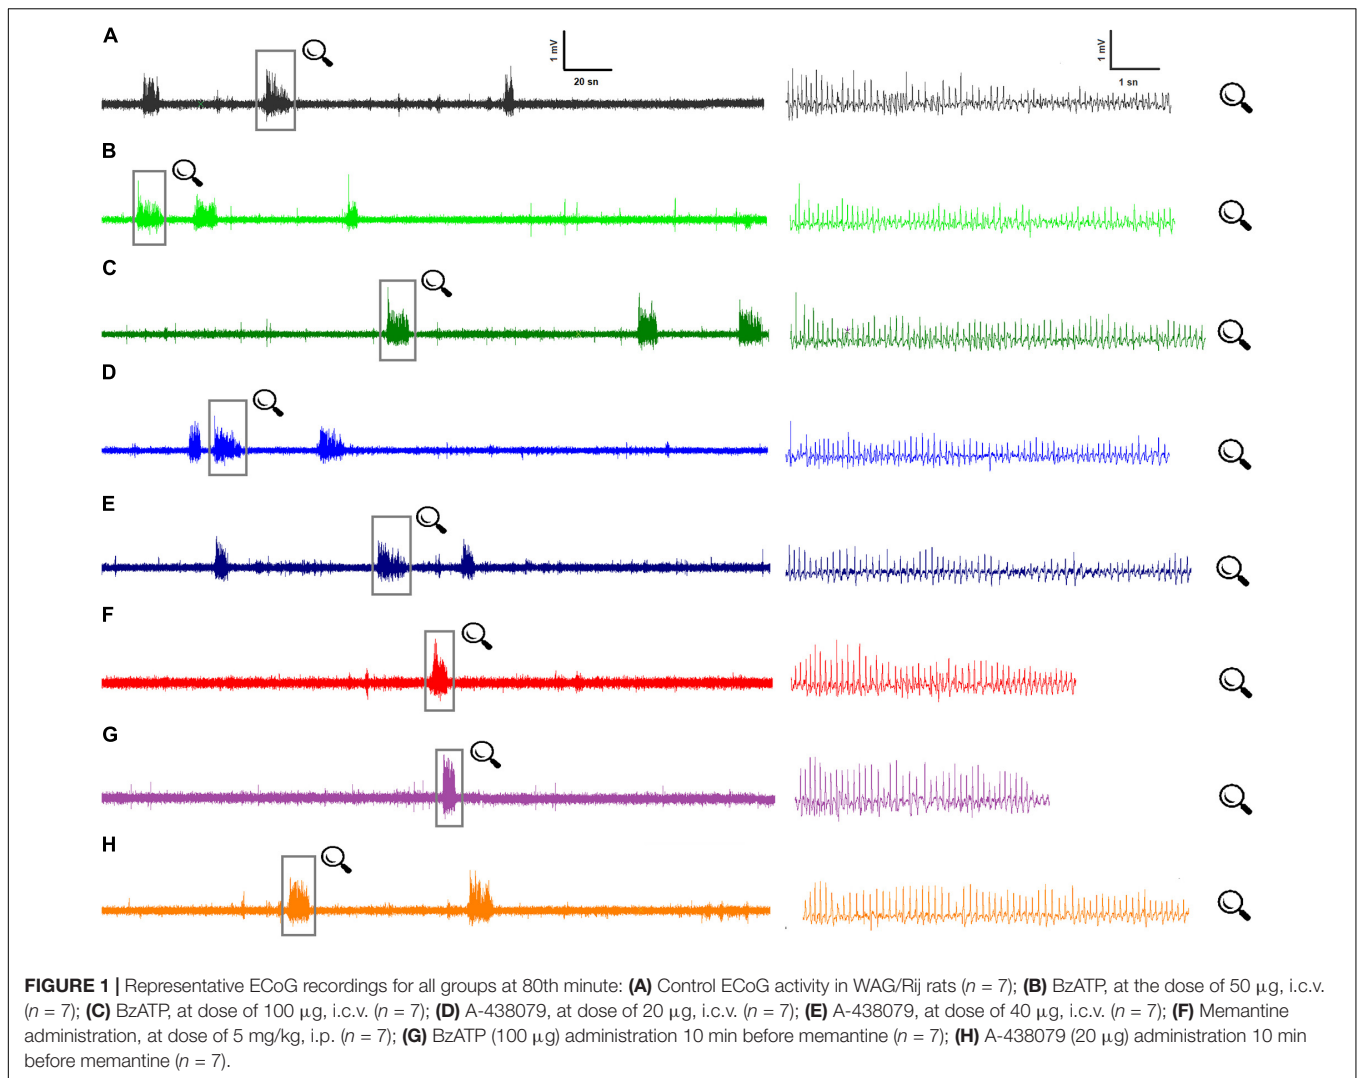 A
1 mV
20 sn
1 mV
1 sn
B
C
D
E
F
G
H
FIGURE 1 | Representative ECoG recordings for all groups at 80th minute: (A) Control ECoG activity in WAG/Rij rats (n = 7); (B) BzATP, at the dose of 50 μg, i.c.v.
(n = 7); (C) BzATP, at dose of 100 μg, i.c.v. (n = 7); (D) A-438079, at dose of 20 μg, i.c.v. (n = 7); (E) A-438079, at dose of 40 μg, i.c.v. (n = 7); (F) Memantine
administration, at dose of 5 mg/kg, i.p. (n = 7); (G) BzATP (100 μg) administration 10 min before memantine (n = 7); (H) A-438079 (20 μg) administration 10 min
before memantine (n = 7).